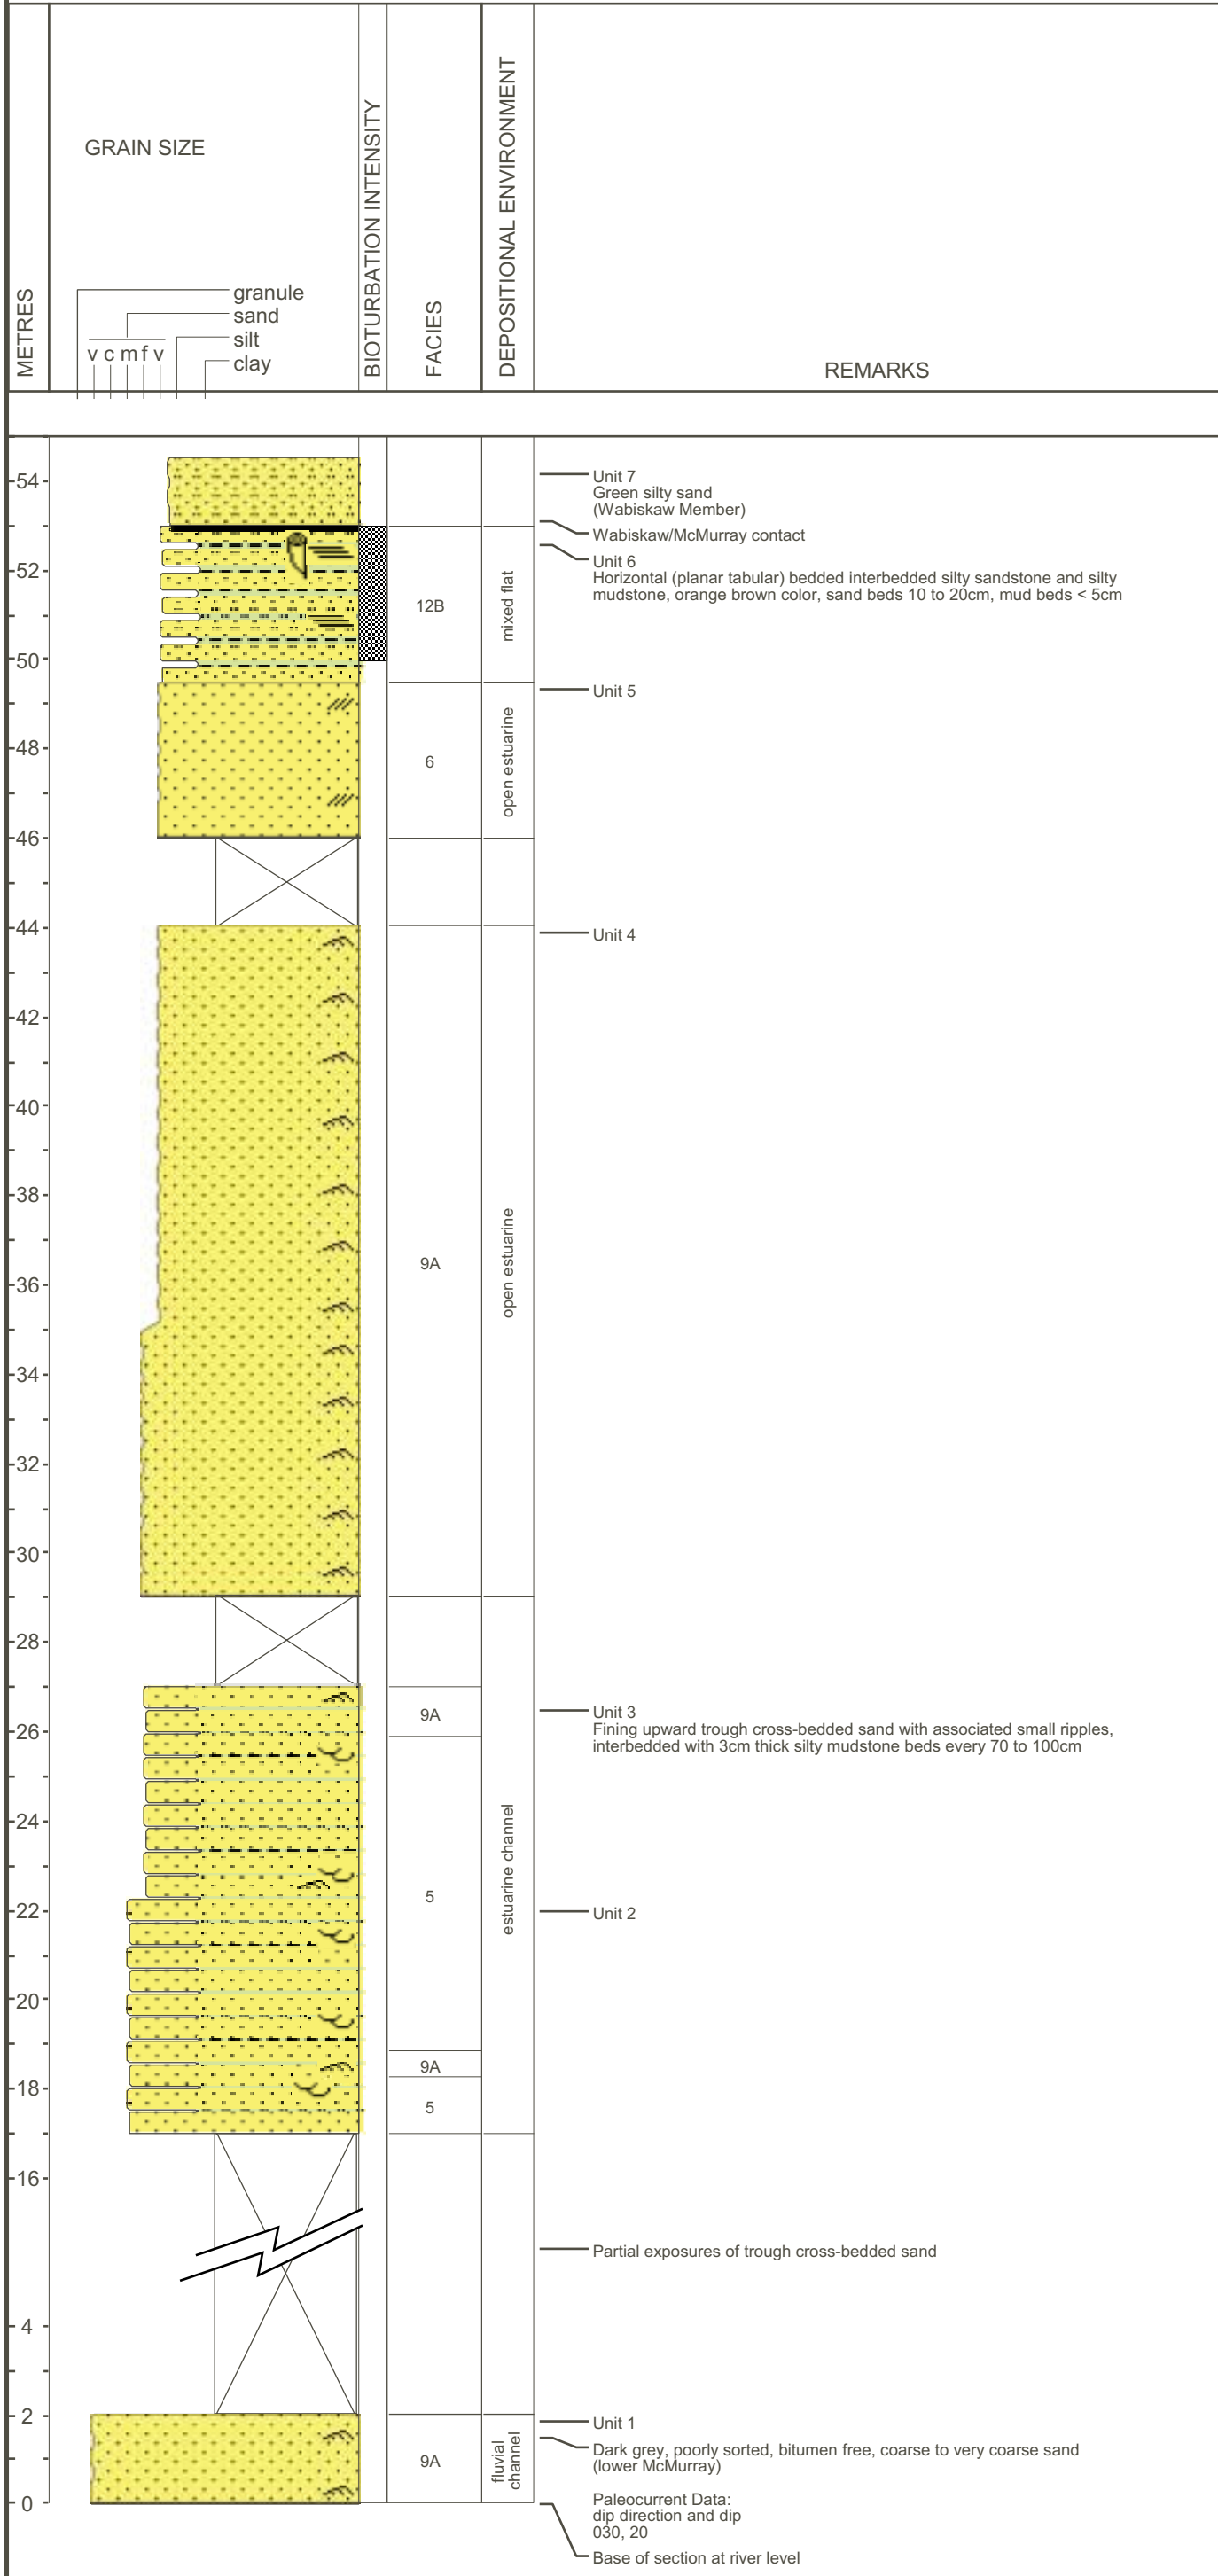 METRES
GRAIN SIZE
granule
sand
silt
clay
v c m f v
BIOTURBATION INTENSITY
FACIES
DEPOSITIONAL ENVIRONMENT
REMARKS
54
Unit 7
Green silty sand
(Wabiskaw Member)
Wabiskaw/McMurray contact
Unit 6
52
Horizontal (planar tabular) bedded interbedded silty sandstone and silty
mudstone, orange brown color, sand beds 10 to 20cm, mud beds < 5cm
12B
mixed flat
50
Unit 5
48
6
open estuarine
46
44
Unit 4
42
40
38
9A
open estuarine
36
34
32
30
28
Unit 3
9A
Fining upward trough cross-bedded sand with associated small ripples,
26
interbedded with 3cm thick silty mudstone beds every 70 to 100cm
24
5
estuarine channel
22
Unit 2
20
9A
18
5
16
Partial exposures of trough cross-bedded sand
4
2
Unit 1
Dark grey, poorly sorted, bitumen free, coarse to very coarse sand
(lower McMurray)
9A
fluvial
channel
0
Paleocurrent Data:
dip direction and dip
030, 20
Base of section at river level